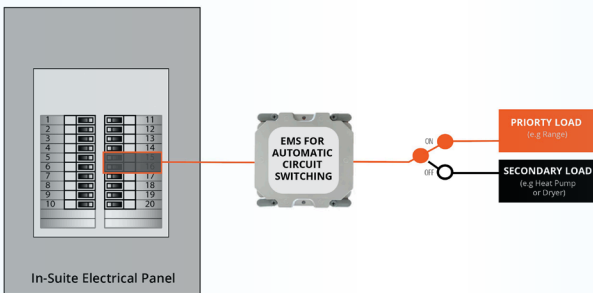 1
2
3
4
5
6
7
8
9
10
11
12
13
14
15
16
17
18
19
20
In-Suite Electrical Panel
EMS FOR
AUTOMATIC
CIRCUIT
SWITCHING
ON
OFF
PRIORTY LOAD
(e.g Range)
SECONDARY LOAD
(e.g Heat Pump
or Dryer)